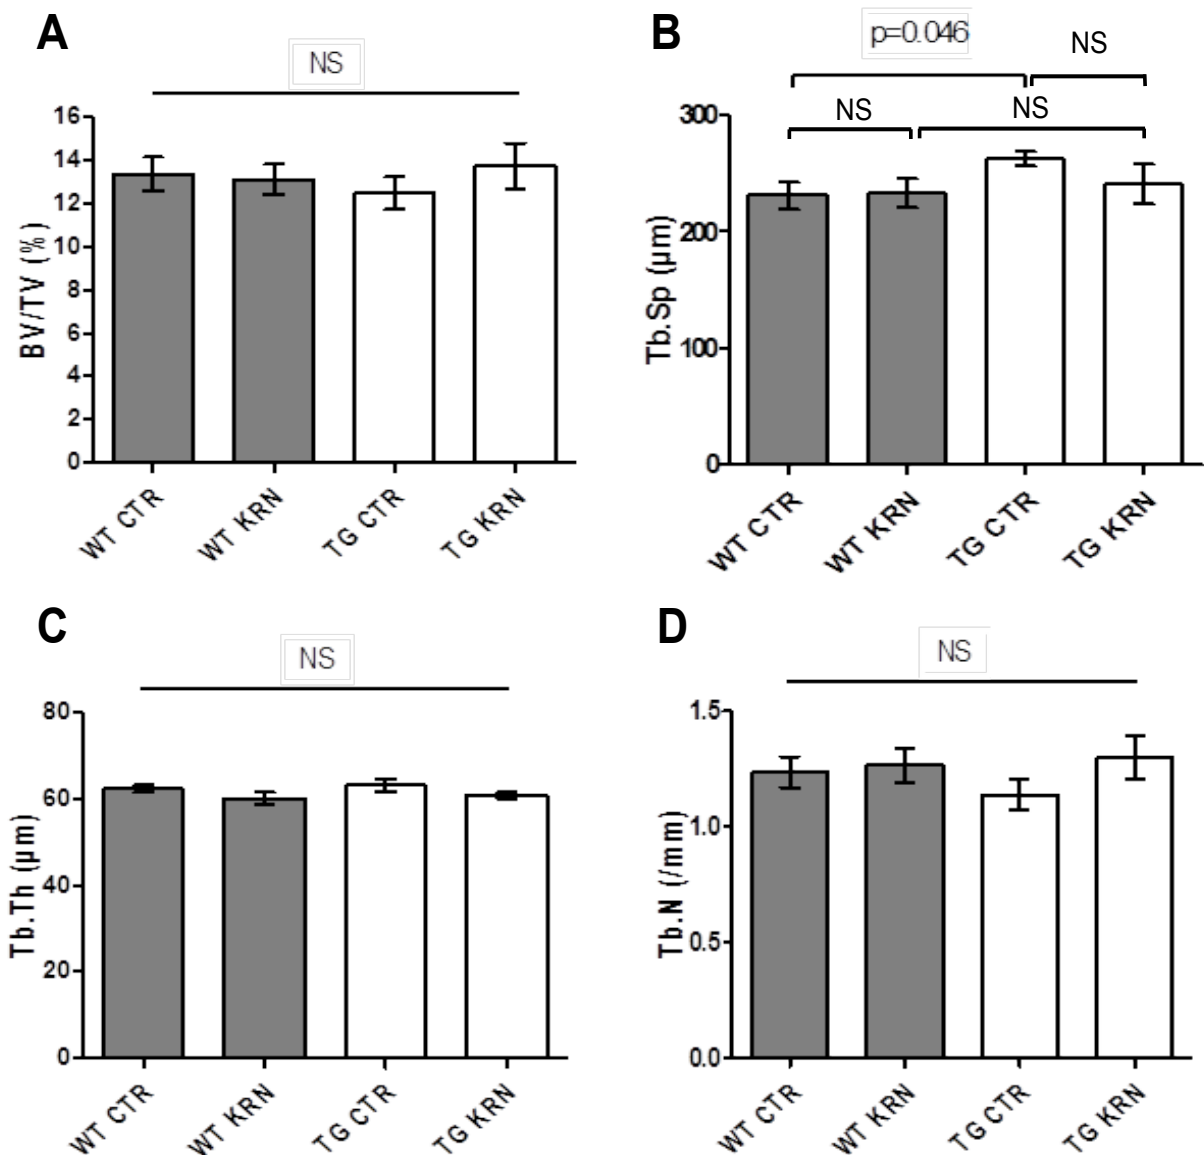 A
NS
BV/TV (%)
16
14
12
10
8
6
4
2
0
WT CTR
WT KRN
TG CTR
TG KRN
B
p=0.046
NS
NS
NS
Tb.Sp (µm)
300
200
100
0
WT CTR
WT KRN
TG CTR
TG KRN
C
NS
Tb.Th (µm)
80
60
40
20
0
WT CTR
WT KRN
TG CTR
TG KRN
D
NS
Tb.N (/mm)
1.5
1.0
0.5
0.0
WT CTR
WT KRN
TG CTR
TG KRN